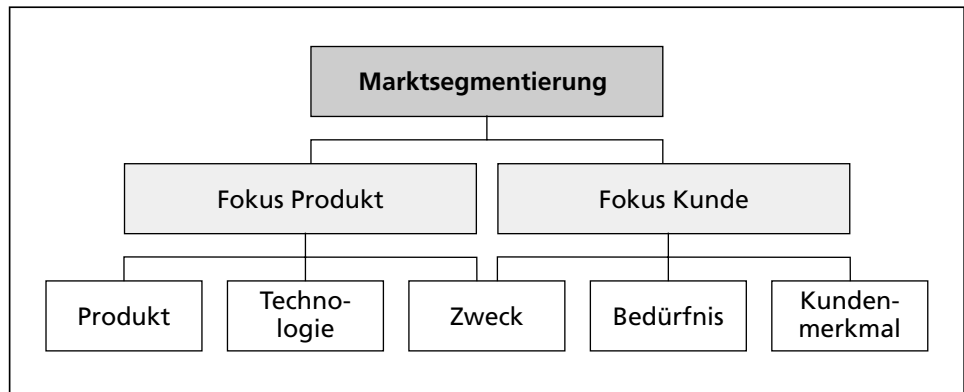 Marktsegmentierung
Fokus Produkt
Fokus Kunde
Produkt
Techno-
logie
Zweck
Bedürfnis
Kunden-
merkmal